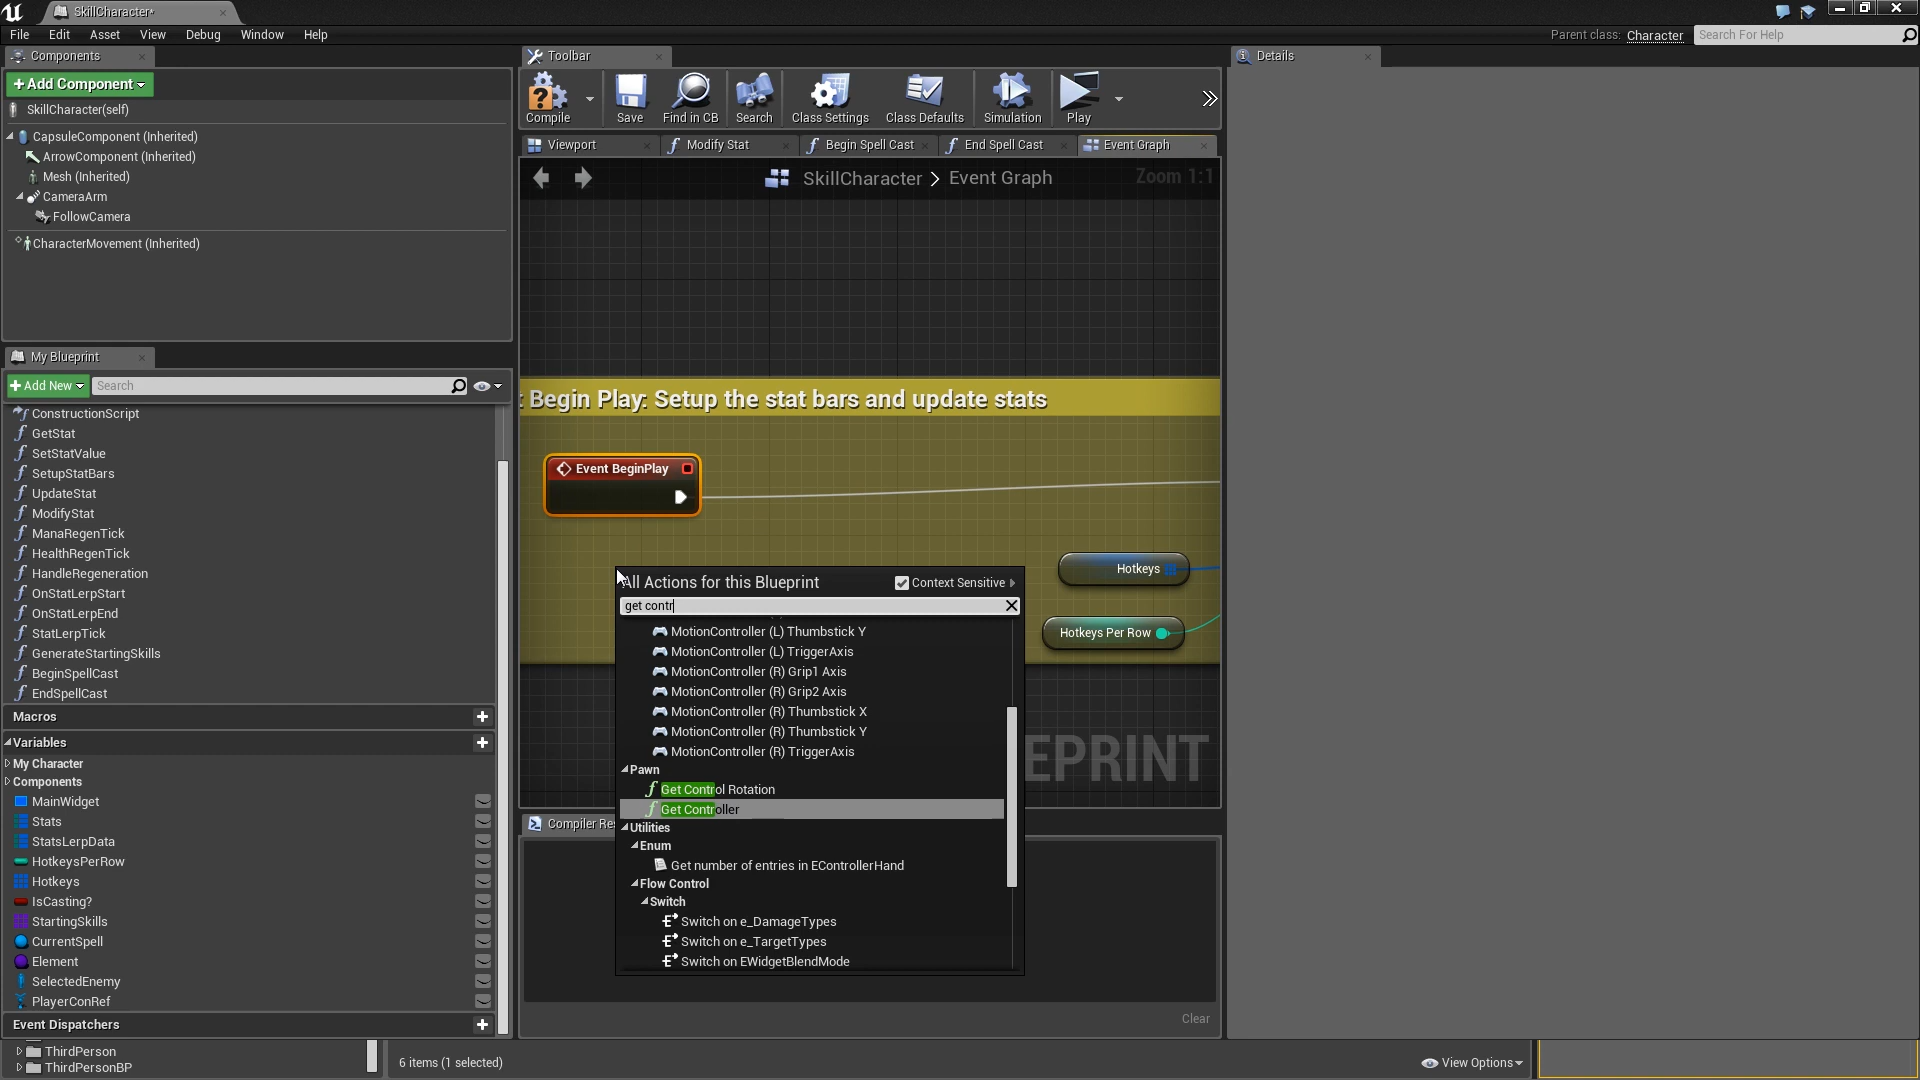 SkillCharacter*
File Edit Asset View Debug Window Help
Parent class: Character Search For Help
Components
Toolbar
Details
+Add Component
SkillCharacter(self)
CapsuleComponent (Inherited)
ArrowComponent (Inherited)
Mesh (Inherited)
CameraArm
FollowCamera
CharacterMovement (Inherited)
Compile Save Find in CB Search Class Settings Class Defaults Simulation Play
Viewport Modify Stat Begin Spell Cast End Spell Cast Event Graph
SkillCharacter > Event Graph
Zoom 1:1
My Blueprint
+Add New Search
ConstructionScript
GetStat
SetStatValue
SetupStatBars
UpdateStat
ModifyStat
ManaRegenTick
HealthRegenTick
HandleRegeneration
OnStatLerpStart
OnStatLerpEnd
StatLerpTick
GenerateStartingSkills
BeginSpellCast
EndSpellCast
Macros
Variables
My Character
Components
MainWidget
Stats
StatsLerpData
HotkeysPerRow
Hotkeys
IsCasting?
StartingSkills
CurrentSpell
Element
SelectedEnemy
PlayerConRef
Event Dispatchers
ThirdPerson
ThirdPersonBP
: Begin Play: Setup the stat bars and update stats
Event BeginPlay
Hotkeys
Hotkeys Per Row
EPRINT
All Actions for this Blueprint Context Sensitive
get contr
MotionController (L) Thumbstick Y
MotionController (L) TriggerAxis
MotionController (R) Grip1 Axis
MotionController (R) Grip2 Axis
MotionController (R) Thumbstick X
MotionController (R) Thumbstick Y
MotionController (R) TriggerAxis
Pawn
Get Control Rotation
Get Controller
Utilities
Enum
Get number of entries in EControllerHand
Flow Control
Switch
Switch on e_DamageTypes
Switch on e_TargetTypes
Switch on EWidgetBlendMode
Compiler Res
Clear
6 items (1 selected)
View Options